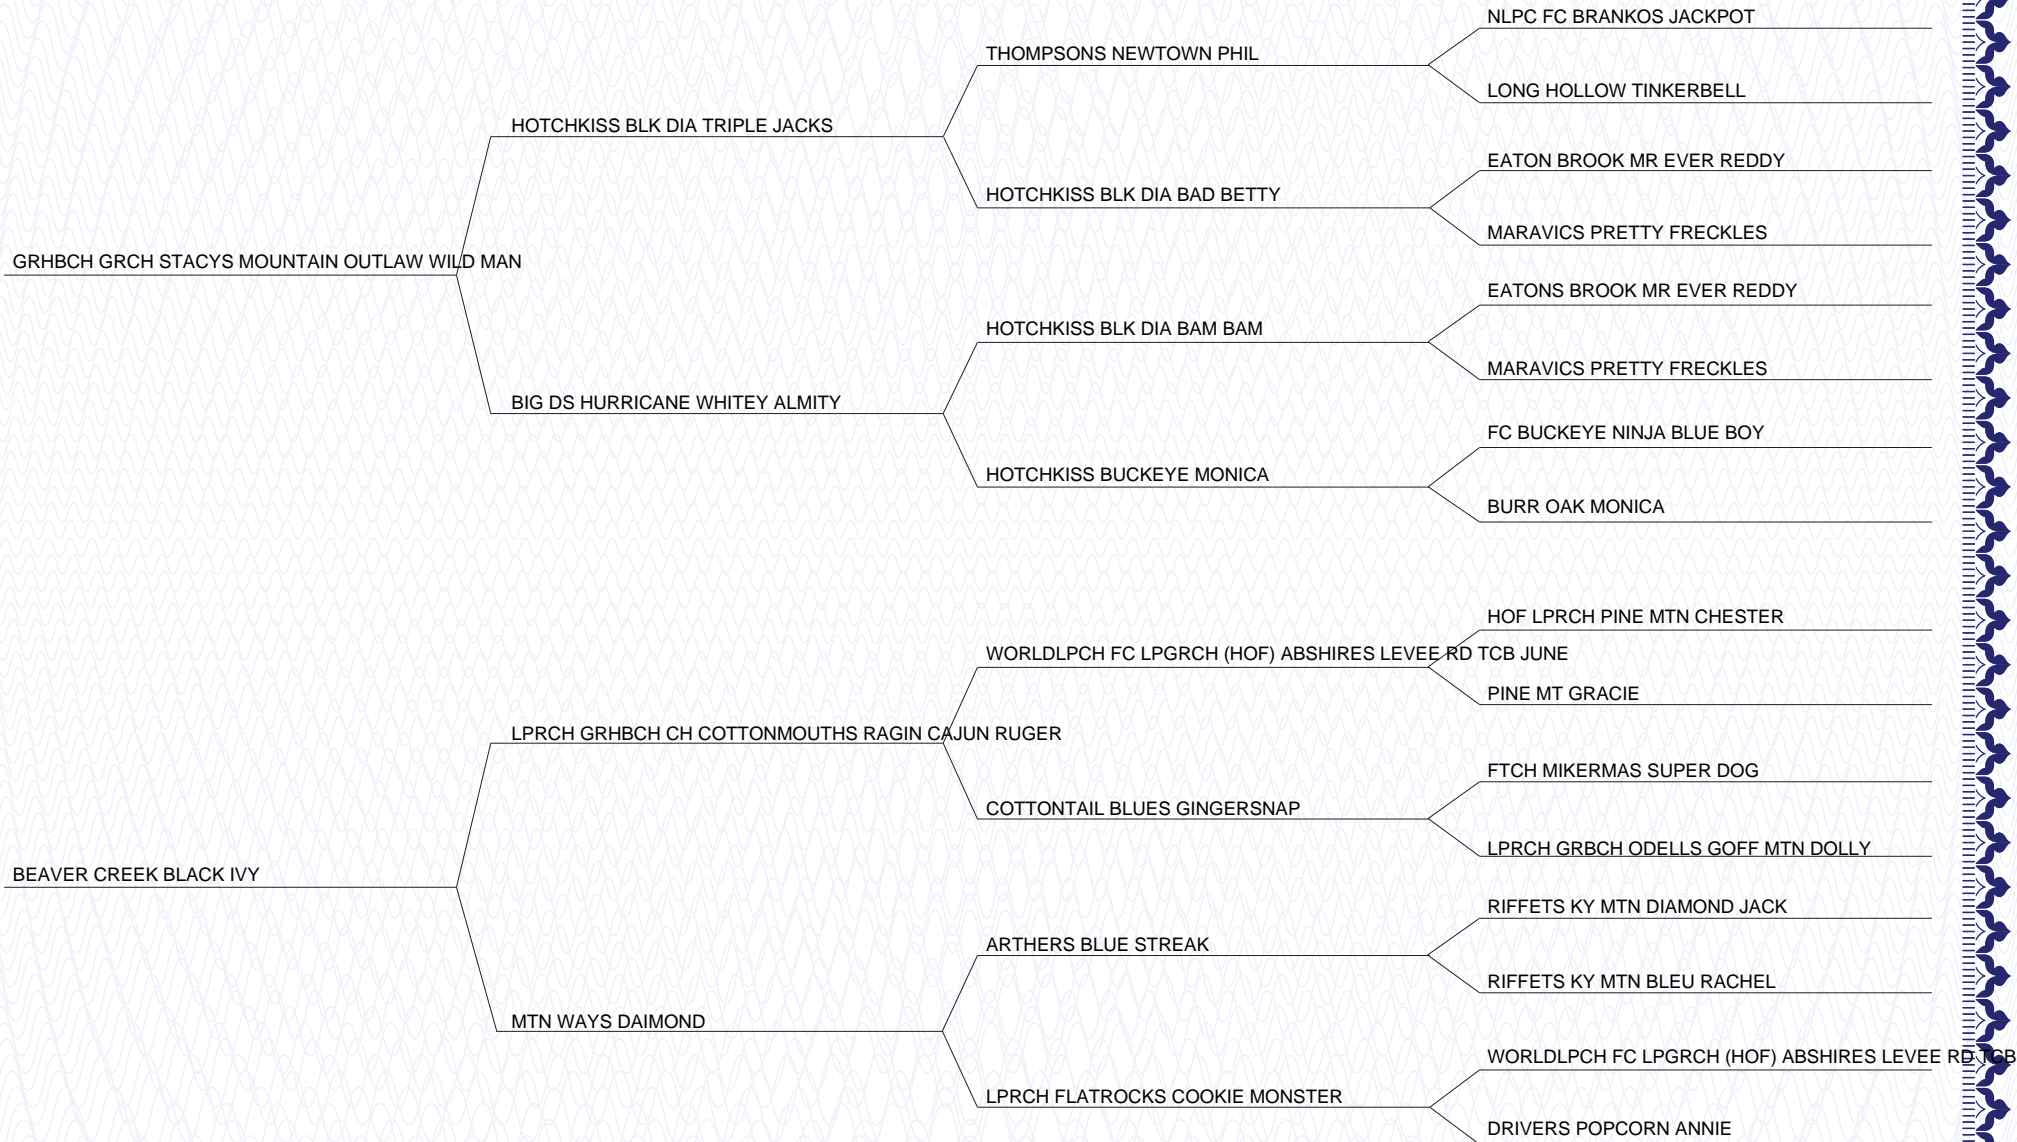 NLPC FC BRANKOS JACKPOT
THOMPSONS NEWTOWN PHIL
LONG HOLLOW TINKERBELL
HOTCHKISS BLK DIA TRIPLE JACKS
EATON BROOK MR EVER REDDY
HOTCHKISS BLK DIA BAD BETTY
MARAVICS PRETTY FRECKLES
GRHBCH GRCH STACYS MOUNTAIN OUTLAW WILD MAN
EATONS BROOK MR EVER REDDY
HOTCHKISS BLK DIA BAM BAM
MARAVICS PRETTY FRECKLES
BIG DS HURRICANE WHITEY ALMITY
FC BUCKEYE NINJA BLUE BOY
HOTCHKISS BUCKEYE MONICA
BURR OAK MONICA
HOF LPRCH PINE MTN CHESTER
WORLDLPCH FC LPGRCH (HOF) ABSHIRES LEVEE RD TCB JUNE
PINE MT GRACIE
LPRCH GRHBCH CH COTTONMOUTHS RAGIN CAJUN RUGER
FTCH MIKERMAS SUPER DOG
COTTONTAIL BLUES GINGERSNAP
LPRCH GRBCH ODELLS GOFF MTN DOLLY
BEAVER CREEK BLACK IVY
RIFFETS KY MTN DIAMOND JACK
ARTHERS BLUE STREAK
RIFFETS KY MTN BLEU RACHEL
MTN WAYS DAIMOND
WORLDLPCH FC LPGRCH (HOF) ABSHIRES LEVEE RD TCB
LPRCH FLATROCKS COOKIE MONSTER
DRIVERS POPCORN ANNIE